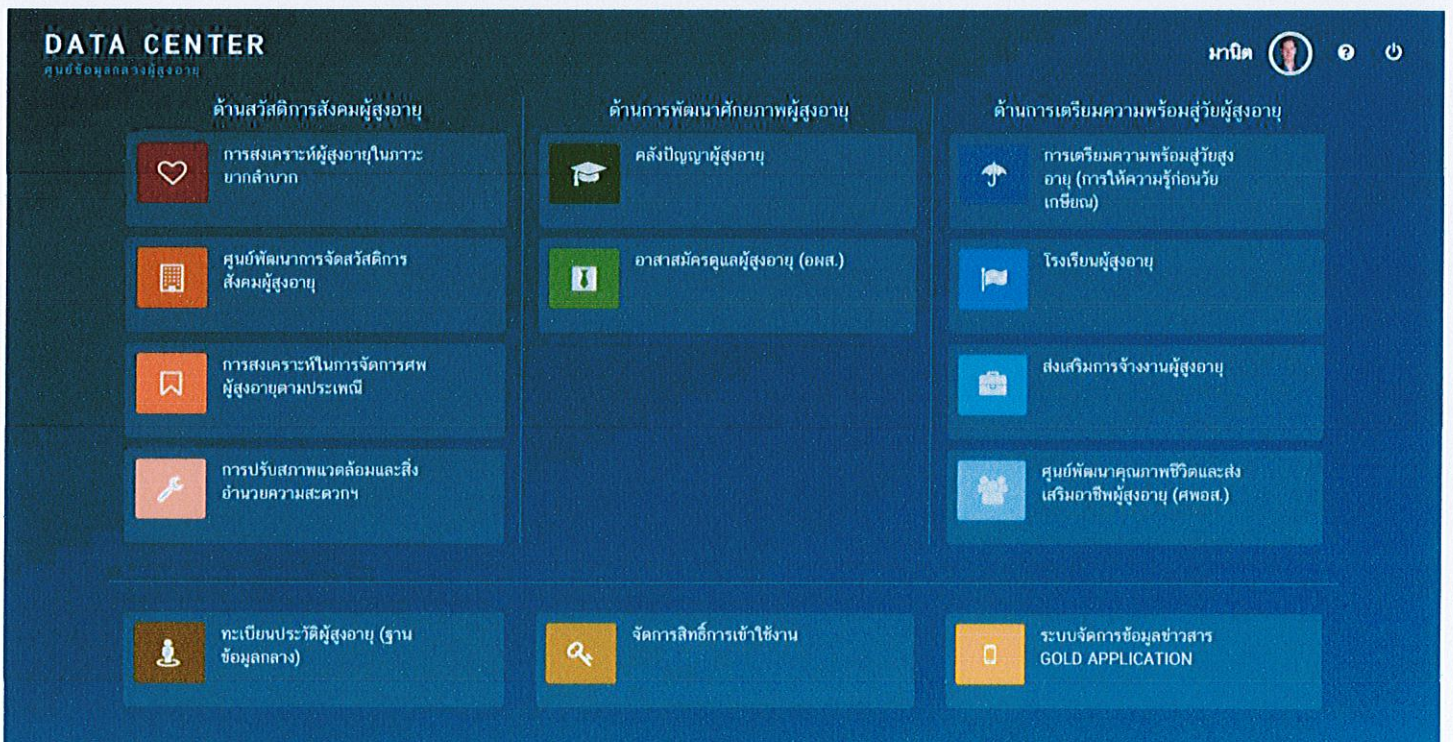 DATA CENTER
ศูนย์ข้อมูลกลางผู้สูงอายุ
มานิต
ด้านสวัสดิการสังคมผู้สูงอายุ
การสงเคราะห์ผู้สูงอายุในภาวะ
ยากลำบาก
ศูนย์พัฒนาการจัดสวัสดิการ
สังคมผู้สูงอายุ
การสงเคราะห์ในการจัดการศพ
ผู้สูงอายุตามประเพณี
การปรับสภาพแวดล้อมและสิ่ง
อำนวยความสะดวกฯ
ด้านการพัฒนาศักยภาพผู้สูงอายุ
คลังปัญญาผู้สูงอายุ
อาสาสมัครดูแลผู้สูงอายุ (อผส.)
ด้านการเตรียมความพร้อมสู่วัยผู้สูงอายุ
การเตรียมความพร้อมสู่วัยสูง
อายุ (การให้ความรู้ก่อนวัย
เกษียณ)
โรงเรียนผู้สูงอายุ
ส่งเสริมการจ้างงานผู้สูงอายุ
ศูนย์พัฒนาคุณภาพชีวิตและส่ง
เสริมอาชีพผู้สูงอายุ (ศพอส.)
ทะเบียนประวัติผู้สูงอายุ (ฐาน
ข้อมูลกลาง)
จัดการสิทธิ์การเข้าใช้งาน
ระบบจัดการข้อมูลข่าวสาร
GOLD APPLICATION